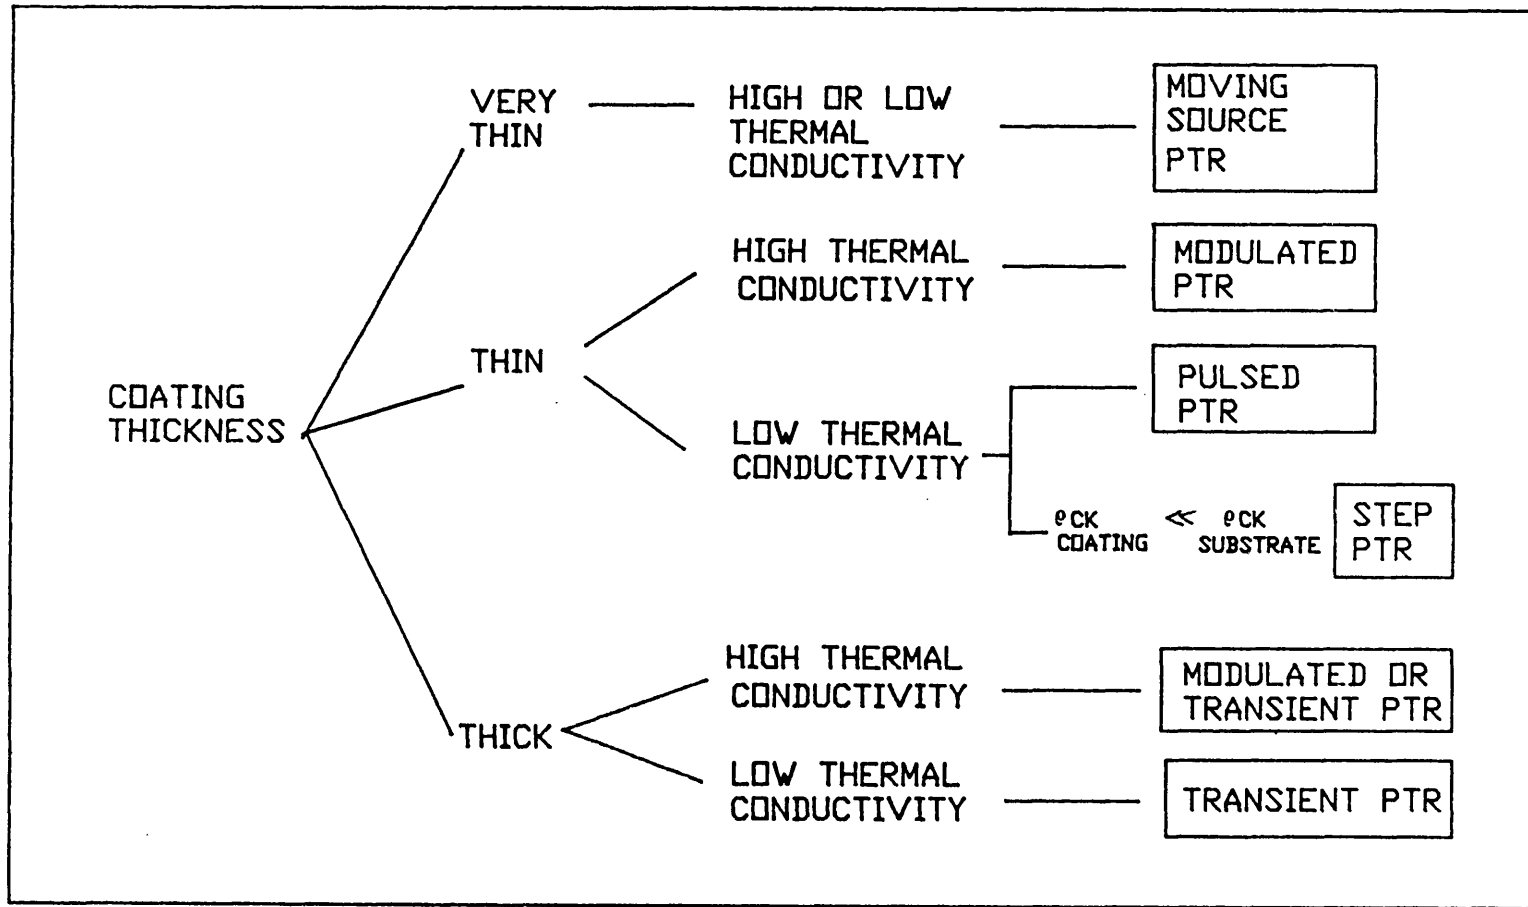 VERY
THIN
HIGH OR LOW
THERMAL
CONDUCTIVITY
MOVING
SOURCE
PTR
HIGH THERMAL
CONDUCTIVITY
MODULATED
PTR
COATING
THICKNESS
THIN
PULSED
PTR
LOW THERMAL
CONDUCTIVITY
ρCK ≪ ρCK
COATING SUBSTRATE
STEP
PTR
HIGH THERMAL
CONDUCTIVITY
MODULATED OR
TRANSIENT PTR
THICK
LOW THERMAL
CONDUCTIVITY
TRANSIENT PTR